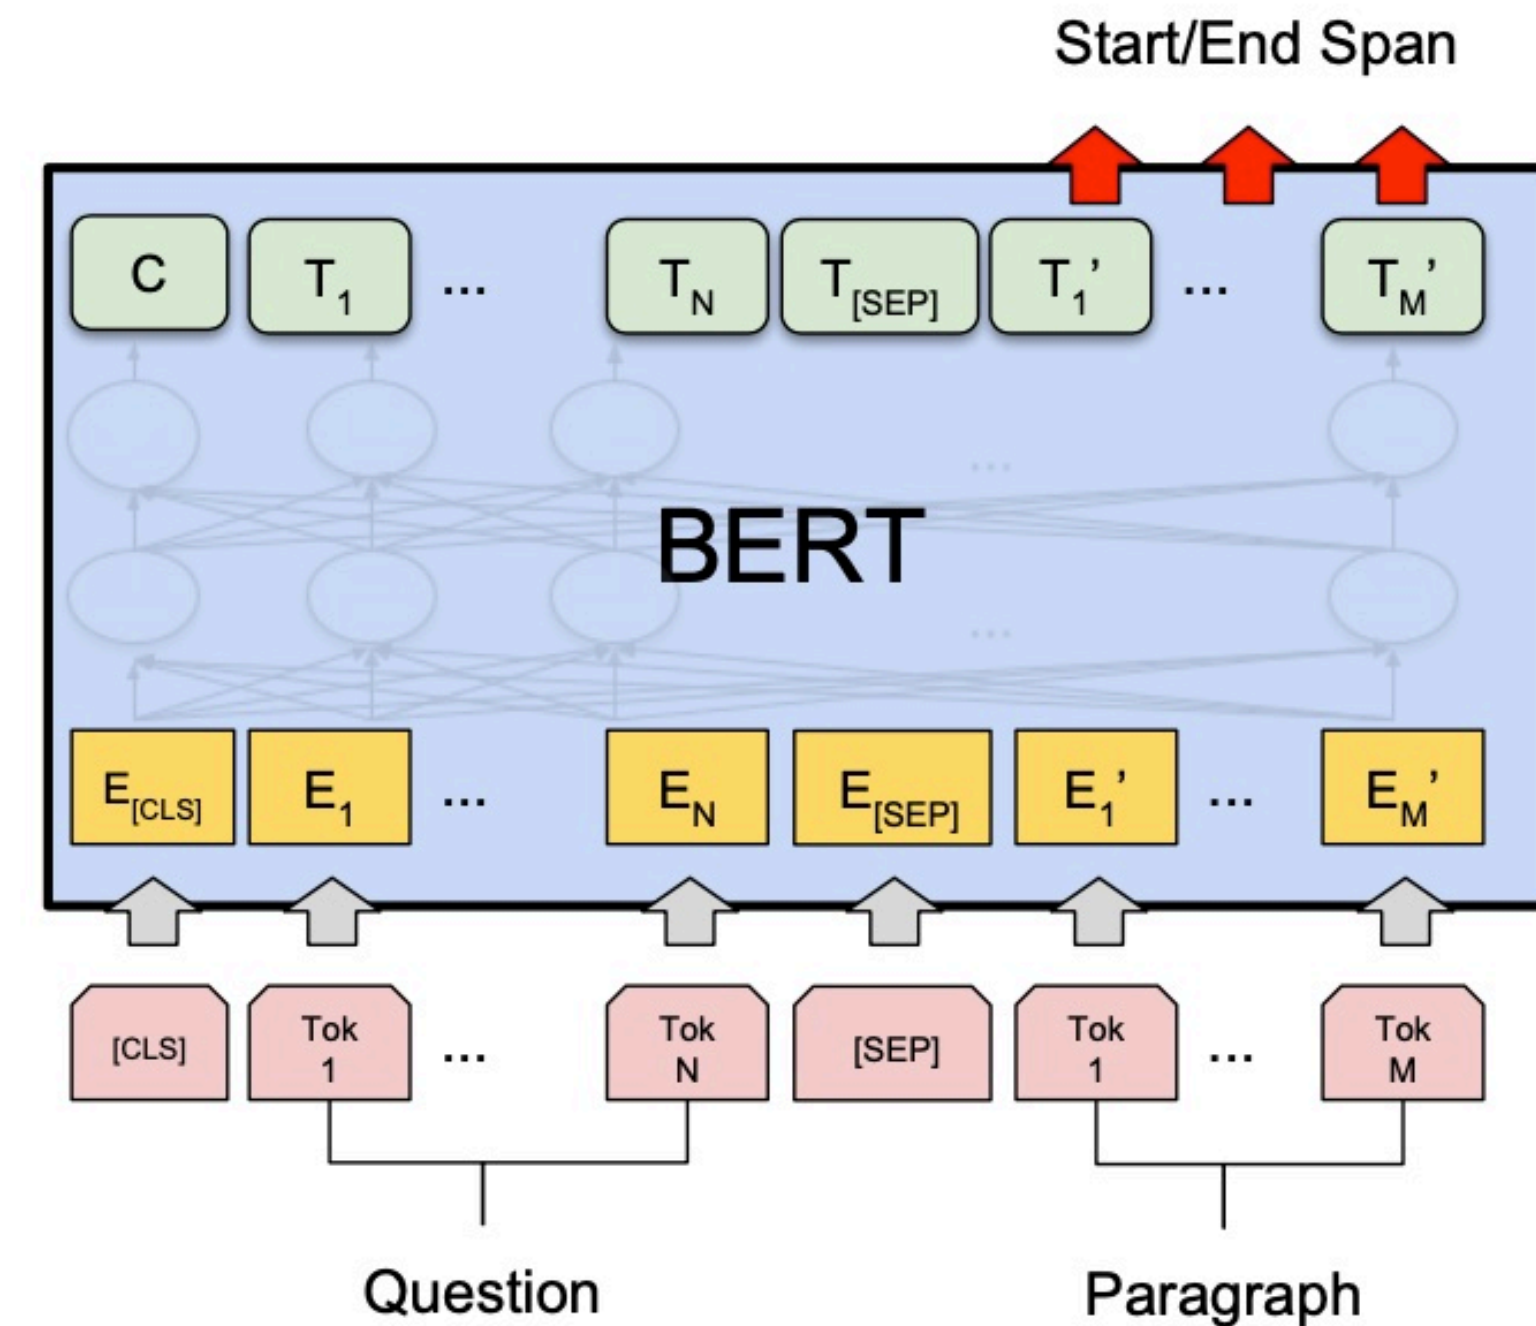 Start/End Span
C T1 ... TN T[SEP] T1’ ... TM’
...
BERT
...
E[CLS] E1 ... EN E[SEP] E1’ ... EM’
[CLS] Tok 1 ... Tok N [SEP] Tok 1 ... Tok M
Question Paragraph